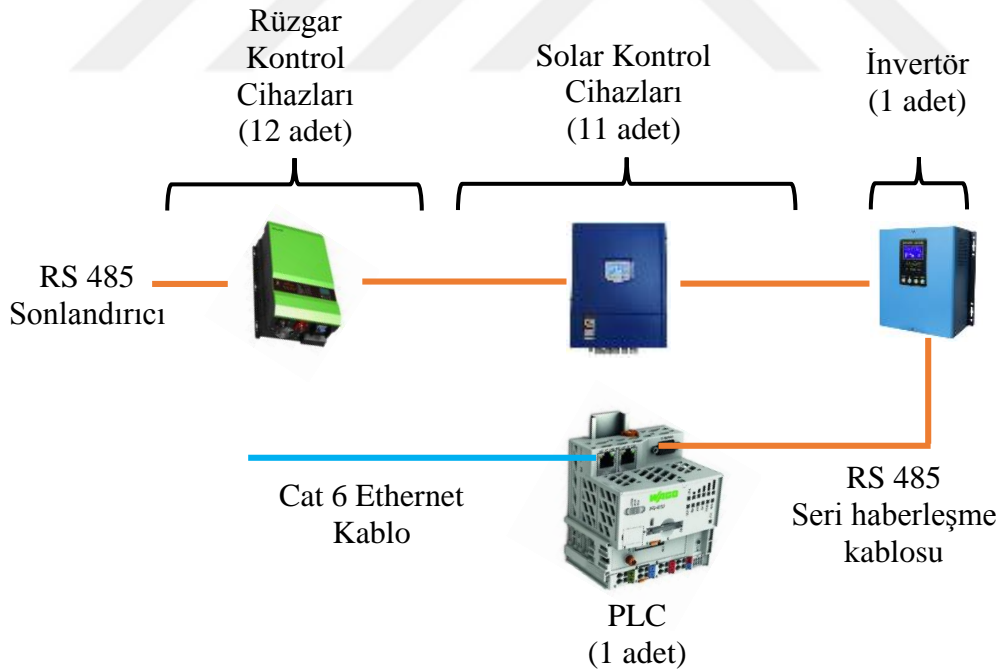 Rüzgar
Kontrol
Cihazları
(12 adet)
Solar Kontrol
Cihazları
(11 adet)
İnvertör
(1 adet)
RS 485
Sonlandırıcı
Cat 6 Ethernet
Kablo
WAGO
RS 485
Seri haberleşme
kablosu
PLC
(1 adet)